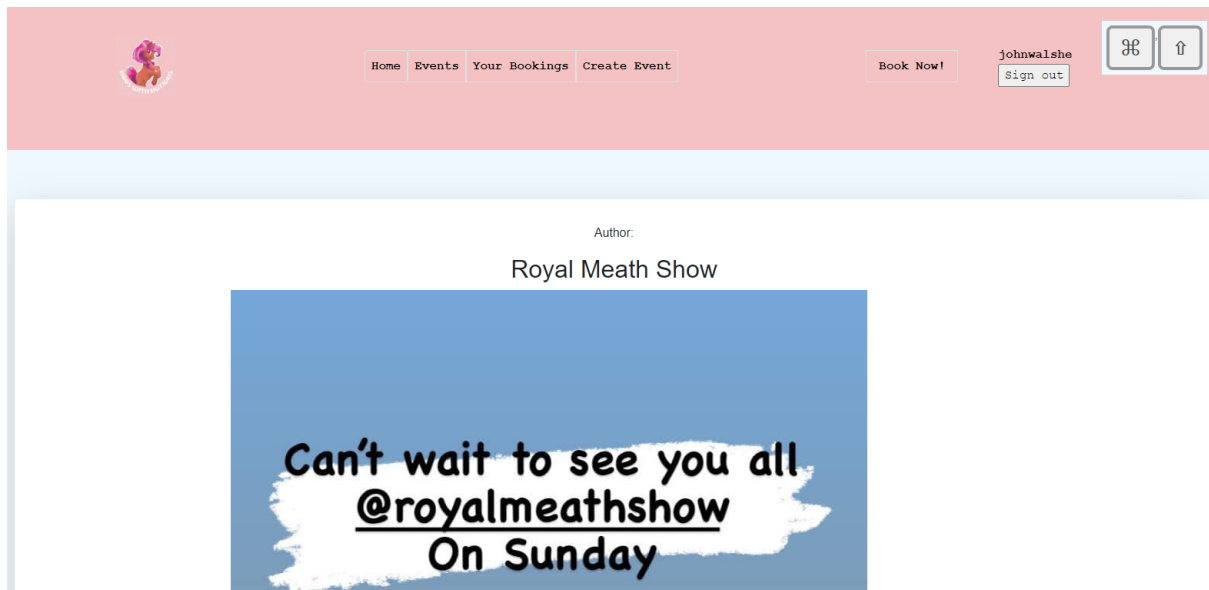 Home Events Your Bookings Create Event Book Now! johnwalshe
Sign out
⌘ ⇧
Author:
Royal Meath Show
Can't wait to see you all
@royalmeathshow
On Sunday